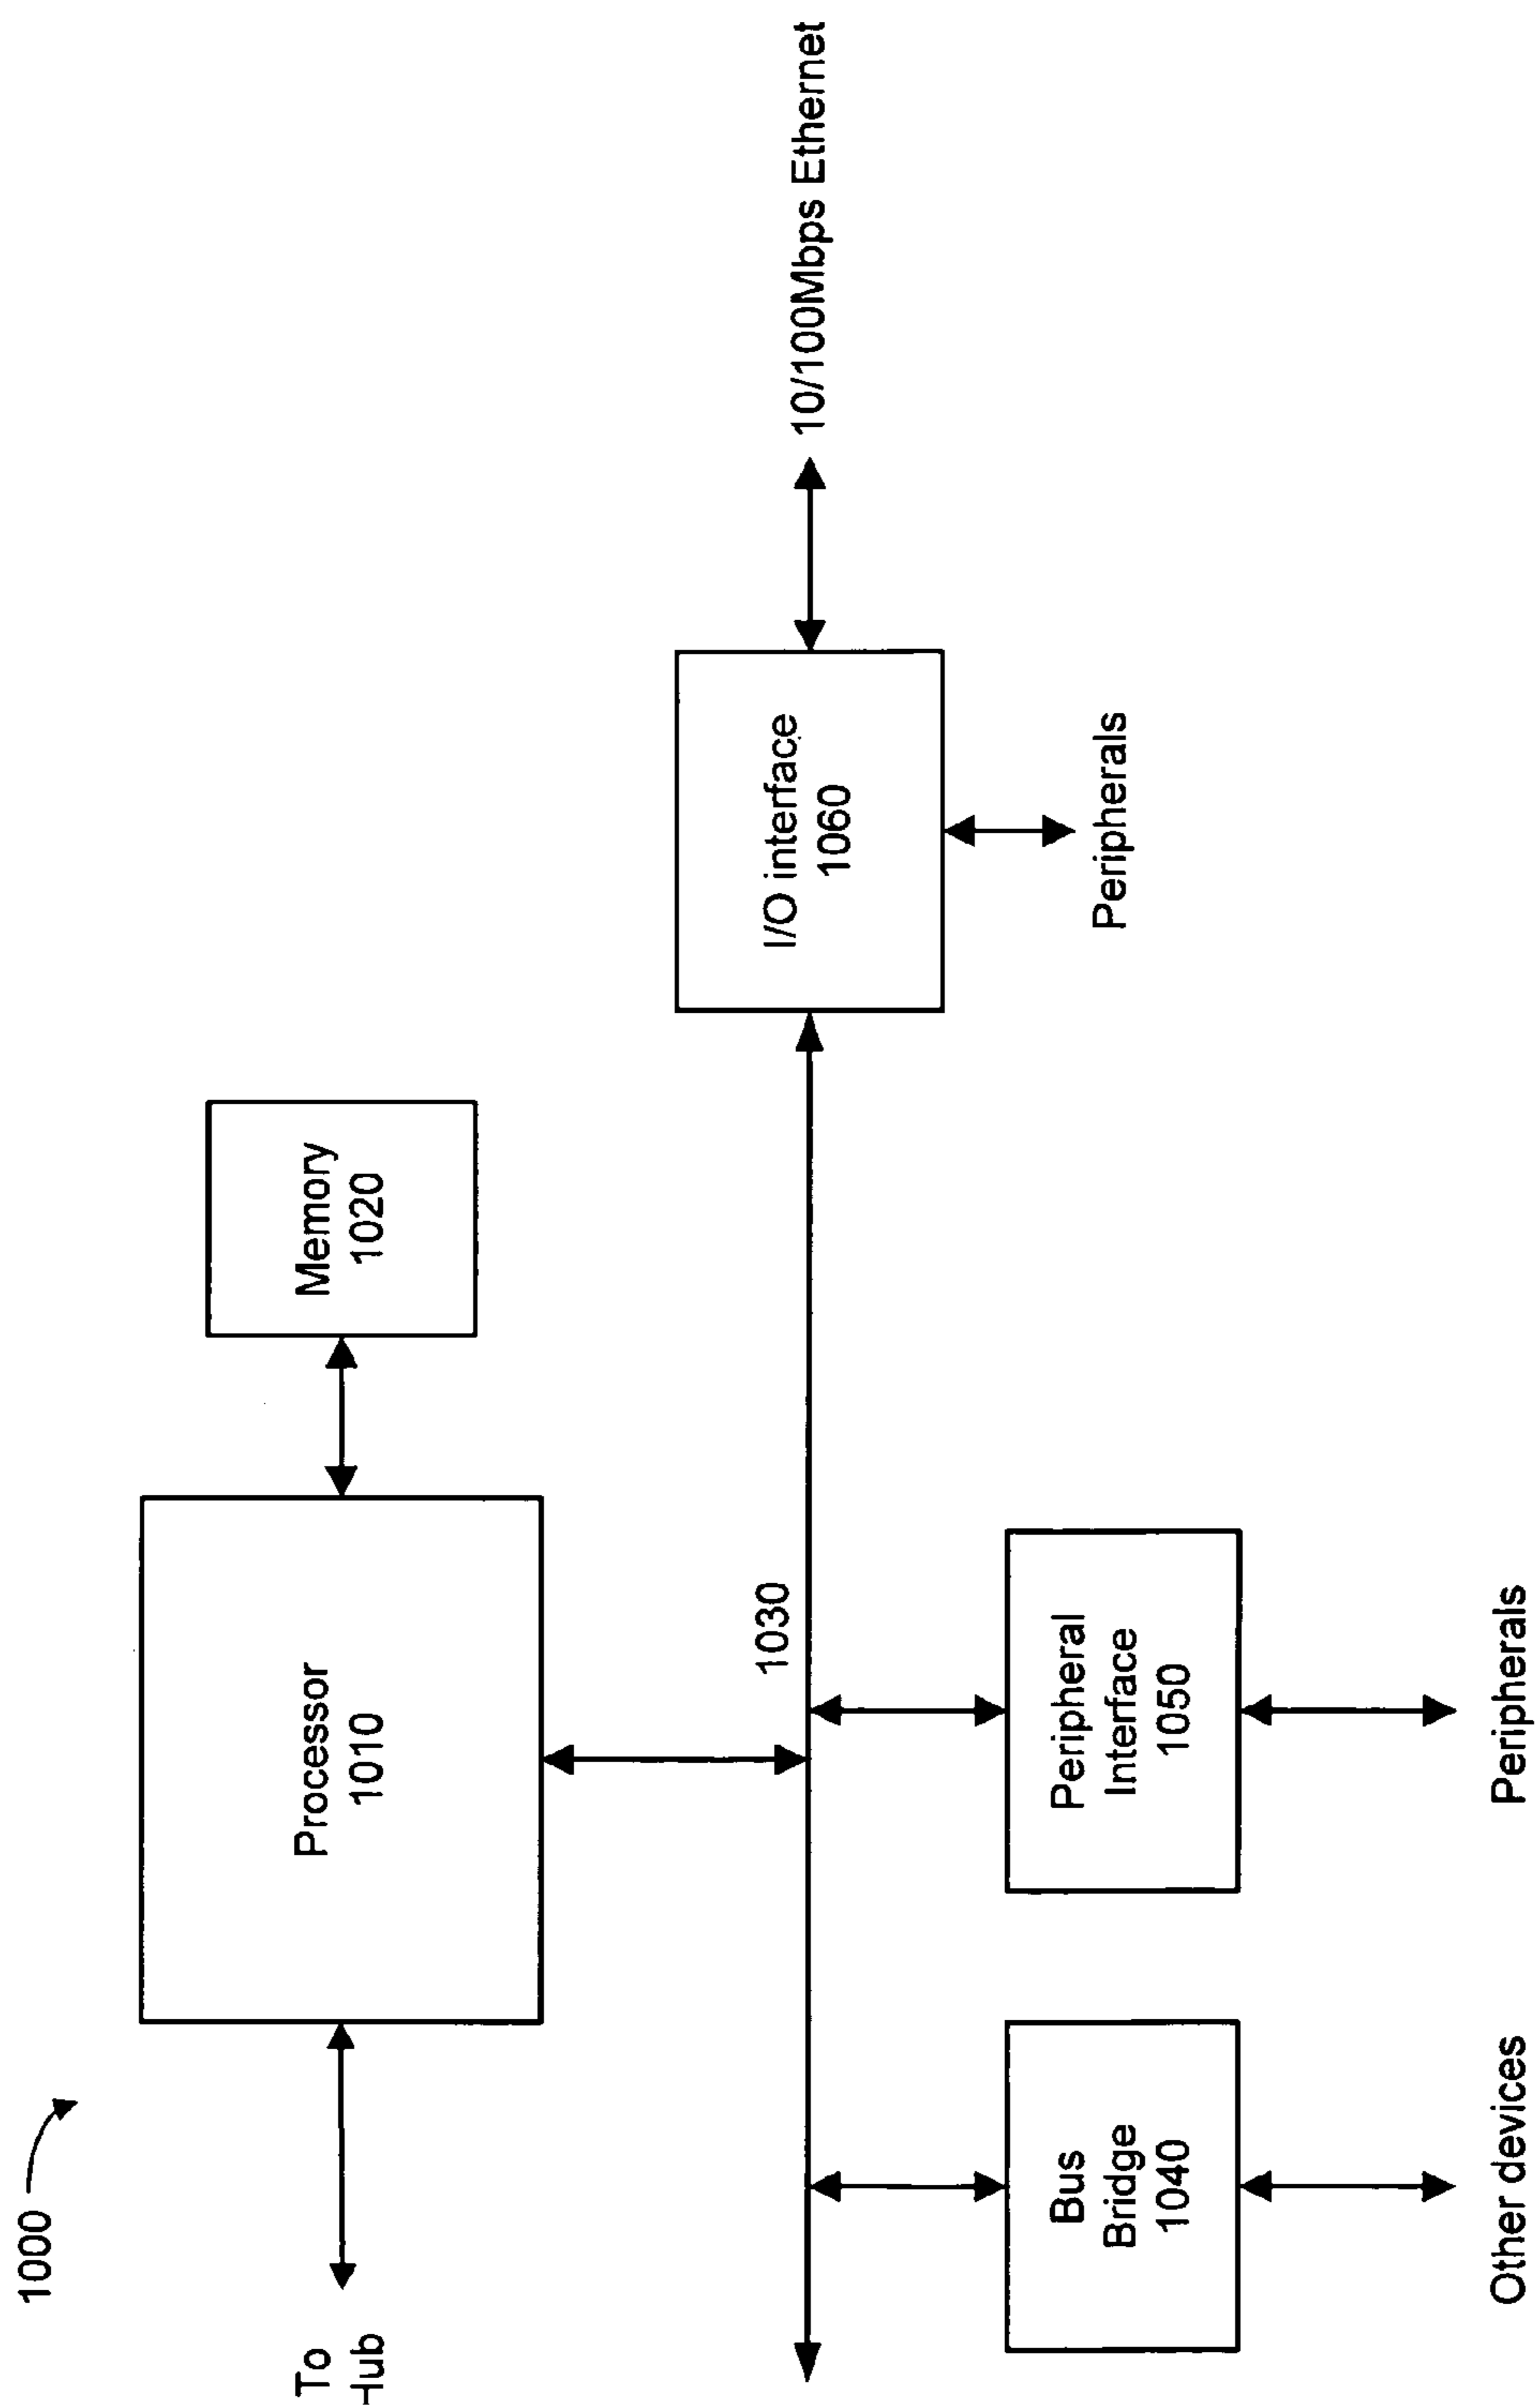 1000
To
Hub
Processor
1010
Memory
1020
1030
I/O interface
1060
10/100Mbps Ethernet
Peripherals
Bus
Bridge
1040
Peripheral
Interface
1050
Other devices
Peripherals